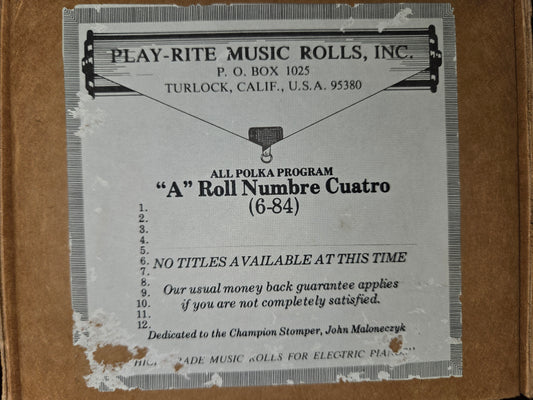 PLAY-RITE MUSIC ROLLS, INC.
P. O. BOX 1025
TURLOCK, CALIF., U.S.A. 95380
ALL POLKA PROGRAM
"A" Roll Numbre Cuatro
(6-84)
1.
2.
3.
4.
5.
6. NO TITLES AVAILABLE AT THIS TIME
7.
8.
9. Our usual money back guarantee applies
10. if you are not completely satisfied.
11.
12.
Dedicated to the Champion Stomper, John Maloneczyk
MUSIC ROLLS FOR ELECTRIC